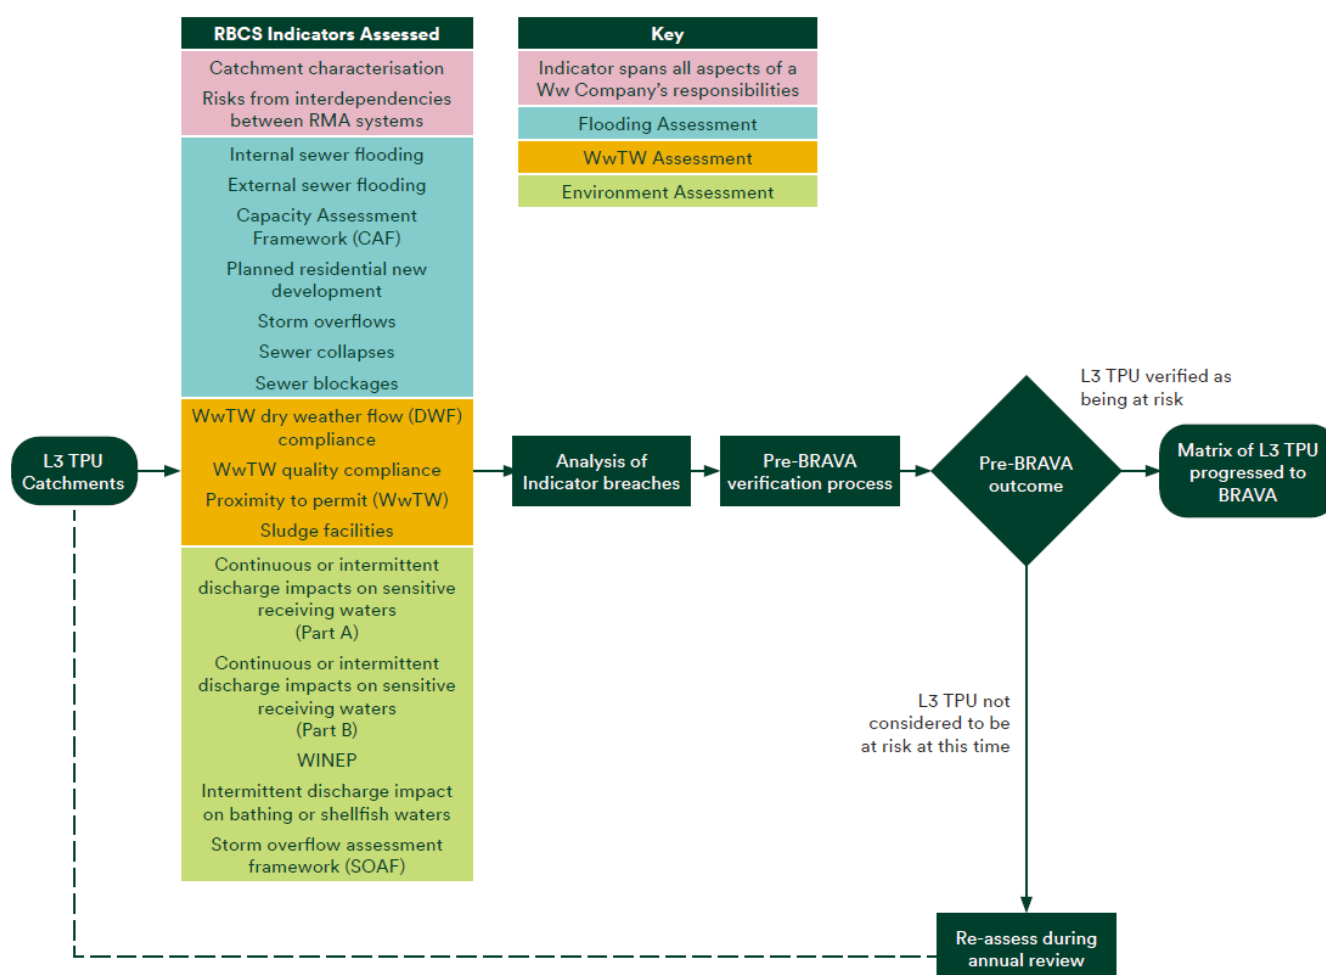 RBCS Indicators Assessed
Catchment characterisation
Risks from interdependencies
between RMA systems
Internal sewer flooding
External sewer flooding
Capacity Assessment
Framework (CAF)
Planned residential new
development
Storm overflows
Sewer collapses
Sewer blockages
WwTW dry weather flow (DWF)
compliance
WwTW quality compliance
Proximity to permit (WwTW)
Sludge facilities
Continuous or intermittent
discharge impacts on sensitive
receiving waters
(Part A)
Continuous or intermittent
discharge impacts on sensitive
receiving waters
(Part B)
WINEP
Intermittent discharge impact
on bathing or shellfish waters
Storm overflow assessment
framework (SOAF)
Key
Indicator spans all aspects of a
Ww Company's responsibilities
Flooding Assessment
WwTW Assessment
Environment Assessment
L3 TPU
Catchments
Analysis of
Indicator breaches
Pre-BRAVA
verification process
Pre-BRAVA
outcome
L3 TPU verified as
being at risk
Matrix of L3 TPU
progressed to
BRAVA
L3 TPU not
considered to be
at risk at this time
Re-assess during
annual review